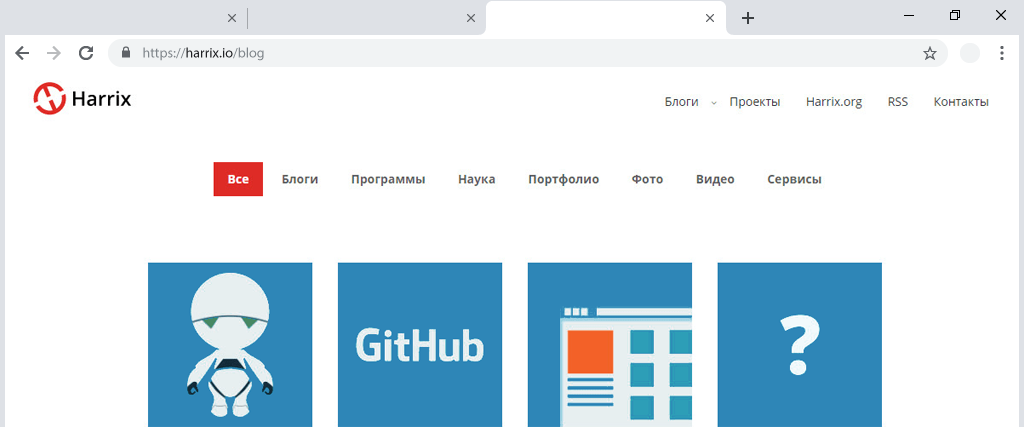 https://harrix.io/blog
Harrix
Блоги Проекты Harrix.org RSS Контакты
Все Блоги Программы Наука Портфолио Фото Видео Сервисы
GitHub
?